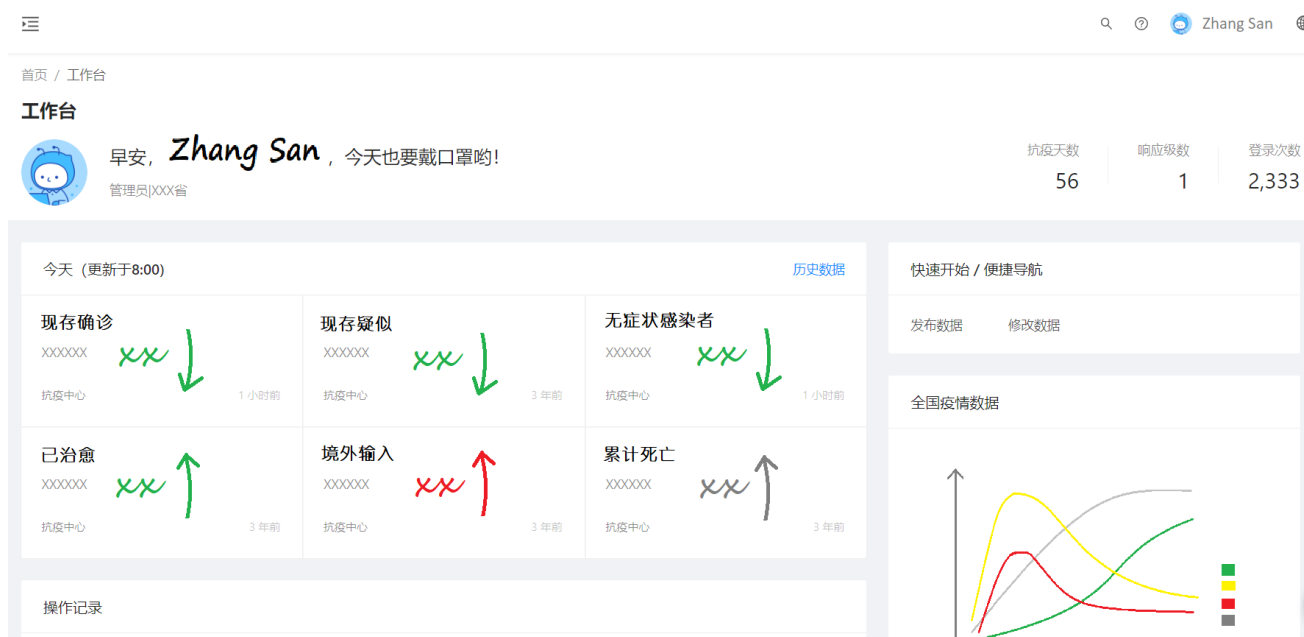 Zhang San
首页 / 工作台
工作台
早安, Zhang San , 今天也要戴口罩哟!
管理员|XXX省
抗疫天数
56
响应级数
1
登录次数
2,333
今天（更新于8:00)
历史数据
现存确诊
XXXXXX
xx
抗疫中心
1 小时前
现存疑似
XXXXXX
xx
抗疫中心
3 年前
无症状感染者
XXXXXX
xx
抗疫中心
1 小时前
已治愈
XXXXXX
xx
抗疫中心
3 年前
境外输入
XXXXXX
xx
抗疫中心
3 年前
累计死亡
XXXXXX
xx
抗疫中心
3 年前
操作记录
快速开始 / 便捷导航
发布数据 修改数据
全国疫情数据